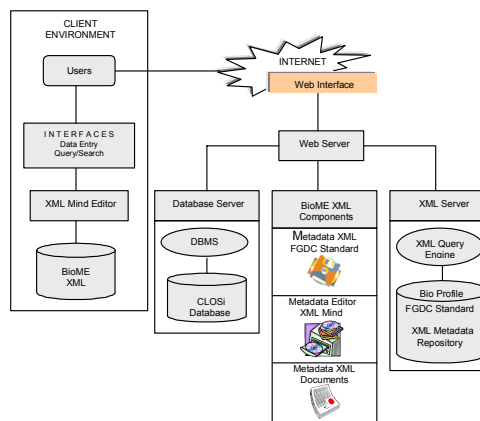 CLIENT
ENVIRONMENT
Users
INTERFACES
Data Entry
Query/Search
XML Mind Editor
BioME
XML
INTERNET
Web Interface
Web Server
Database Server
DBMS
CLOSi
Database
BioME XML
Components
Metadata XML
FGDC Standard
Metadata Editor
XML Mind
Metadata XML
Documents
XML Server
XML Query
Engine
Bio Profile
FGDC Standard
XML Metadata
Repository